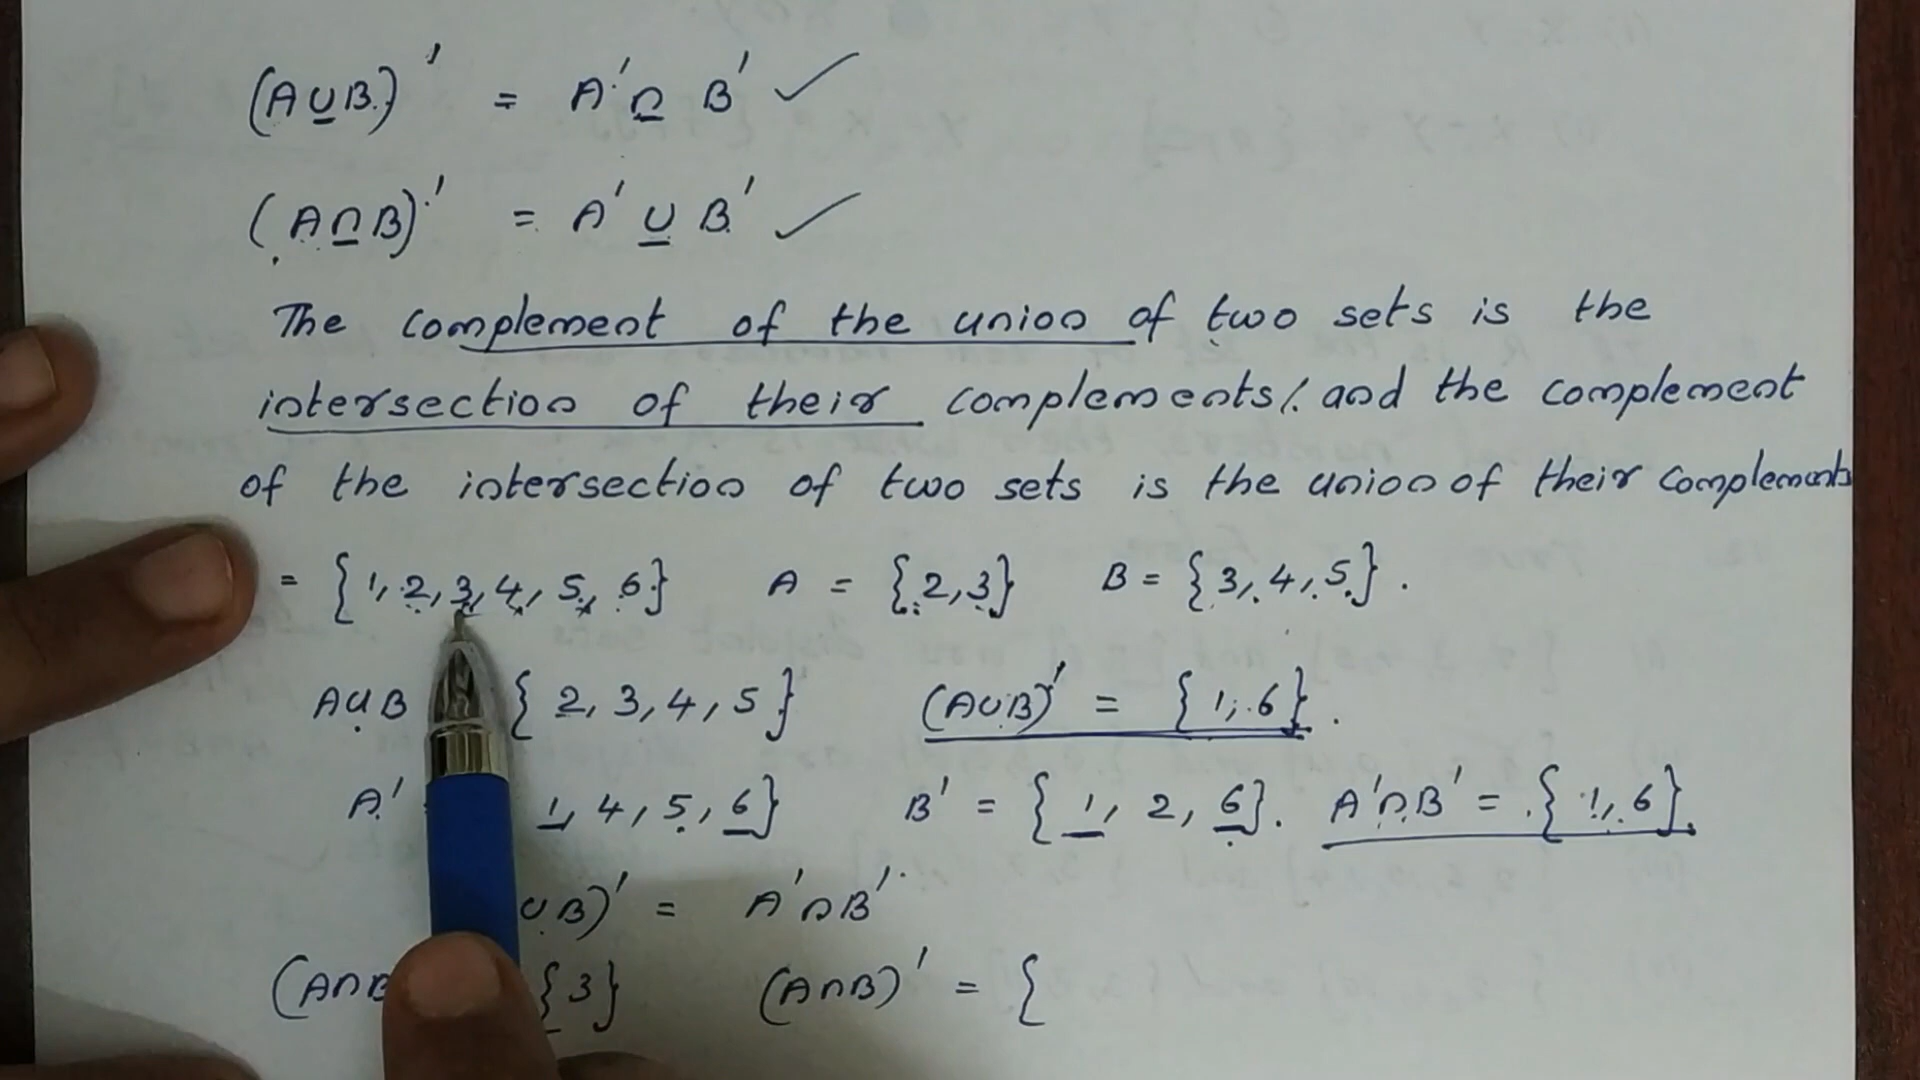 (A∪B)' = A'∩B' ✓
(A∩B)' = A'∪B' ✓
The complement of the union of two sets is the
intersection of their complements. and the complement
of the intersection of two sets is the union of their complements
= {1, 2, 3, 4, 5, 6} A = {2, 3} B = {3, 4, 5}.
A∪B { 2, 3, 4, 5 } (A∪B)' = {1, 6}.
A' 1, 4, 5, 6} B' = {1, 2, 6}. A'∩B' = {1, 6}.
∪B)' = A'∩B'
(A∩B {3} (A∩B)' = {